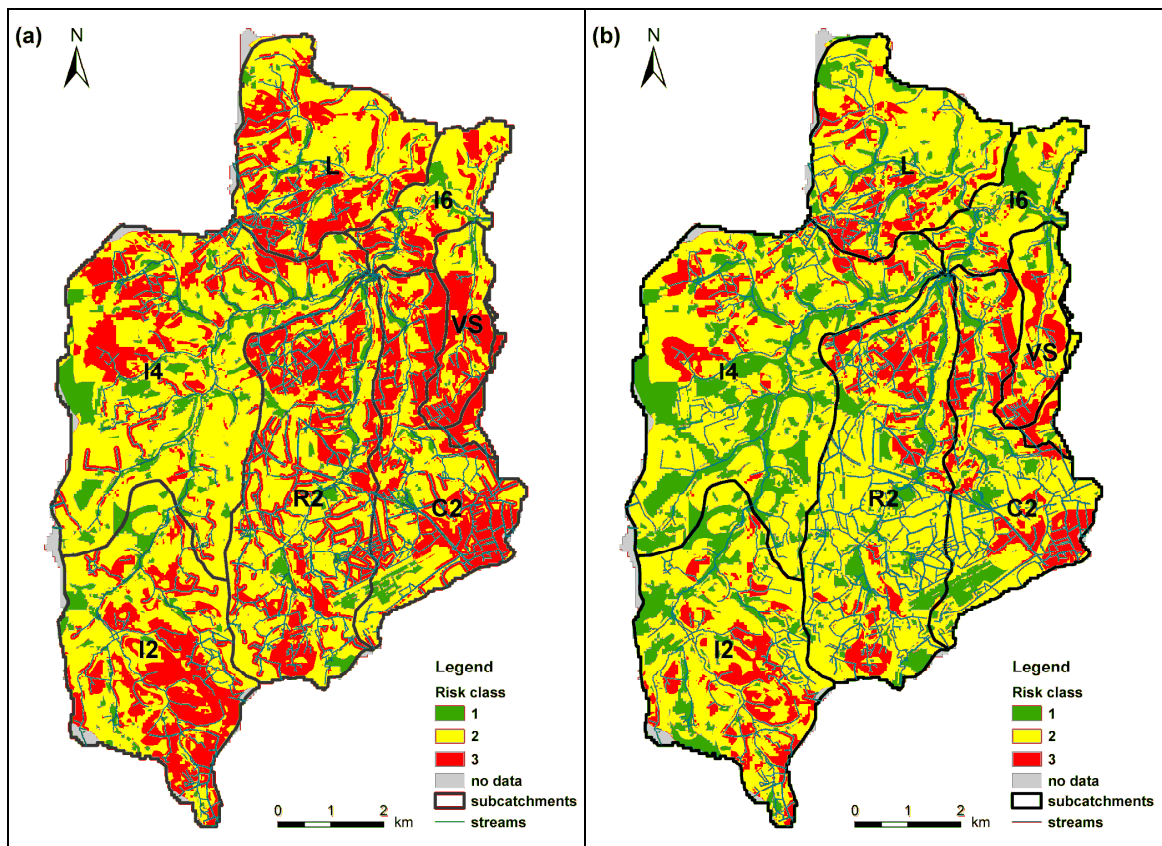 (a)
N
L
I6
VS
I4
R2
C2
I2
Legend
Risk class
1
2
3
no data
subcatchments
streams
0 1 2
km
(b)
N
L
I6
VS
I4
R2
C2
I2
Legend
Risk class
1
2
3
no data
subcatchments
streams
0 1 2
km